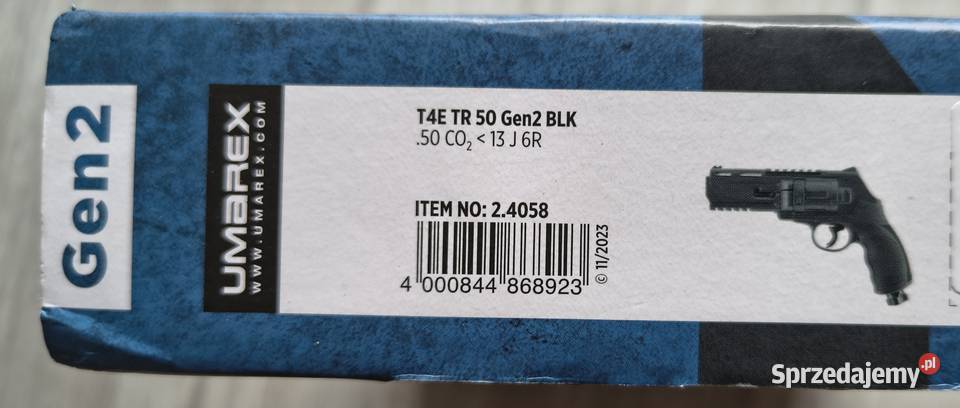 Gen2
UMAREX
WWW.UMAREX.COM
T4E TR 50 Gen2 BLK
.50 CO₂ < 13 J 6R
ITEM NO: 2.4058
4 000844 868923
© 11/2023
Sprzedajemy.pl